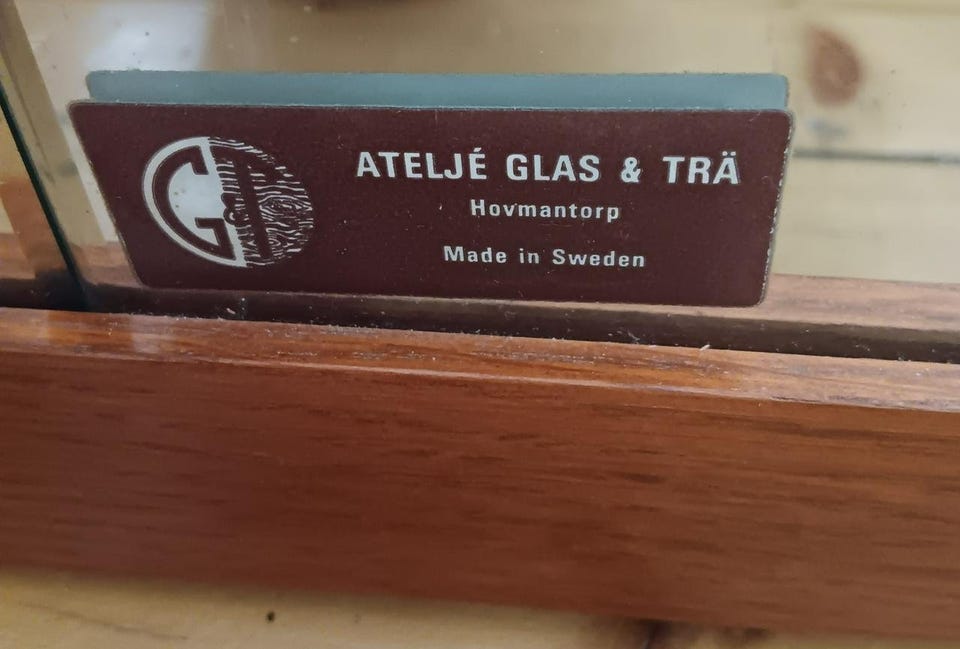 ATELJÉ GLAS & TRÄ
Hovmantorp
Made in Sweden